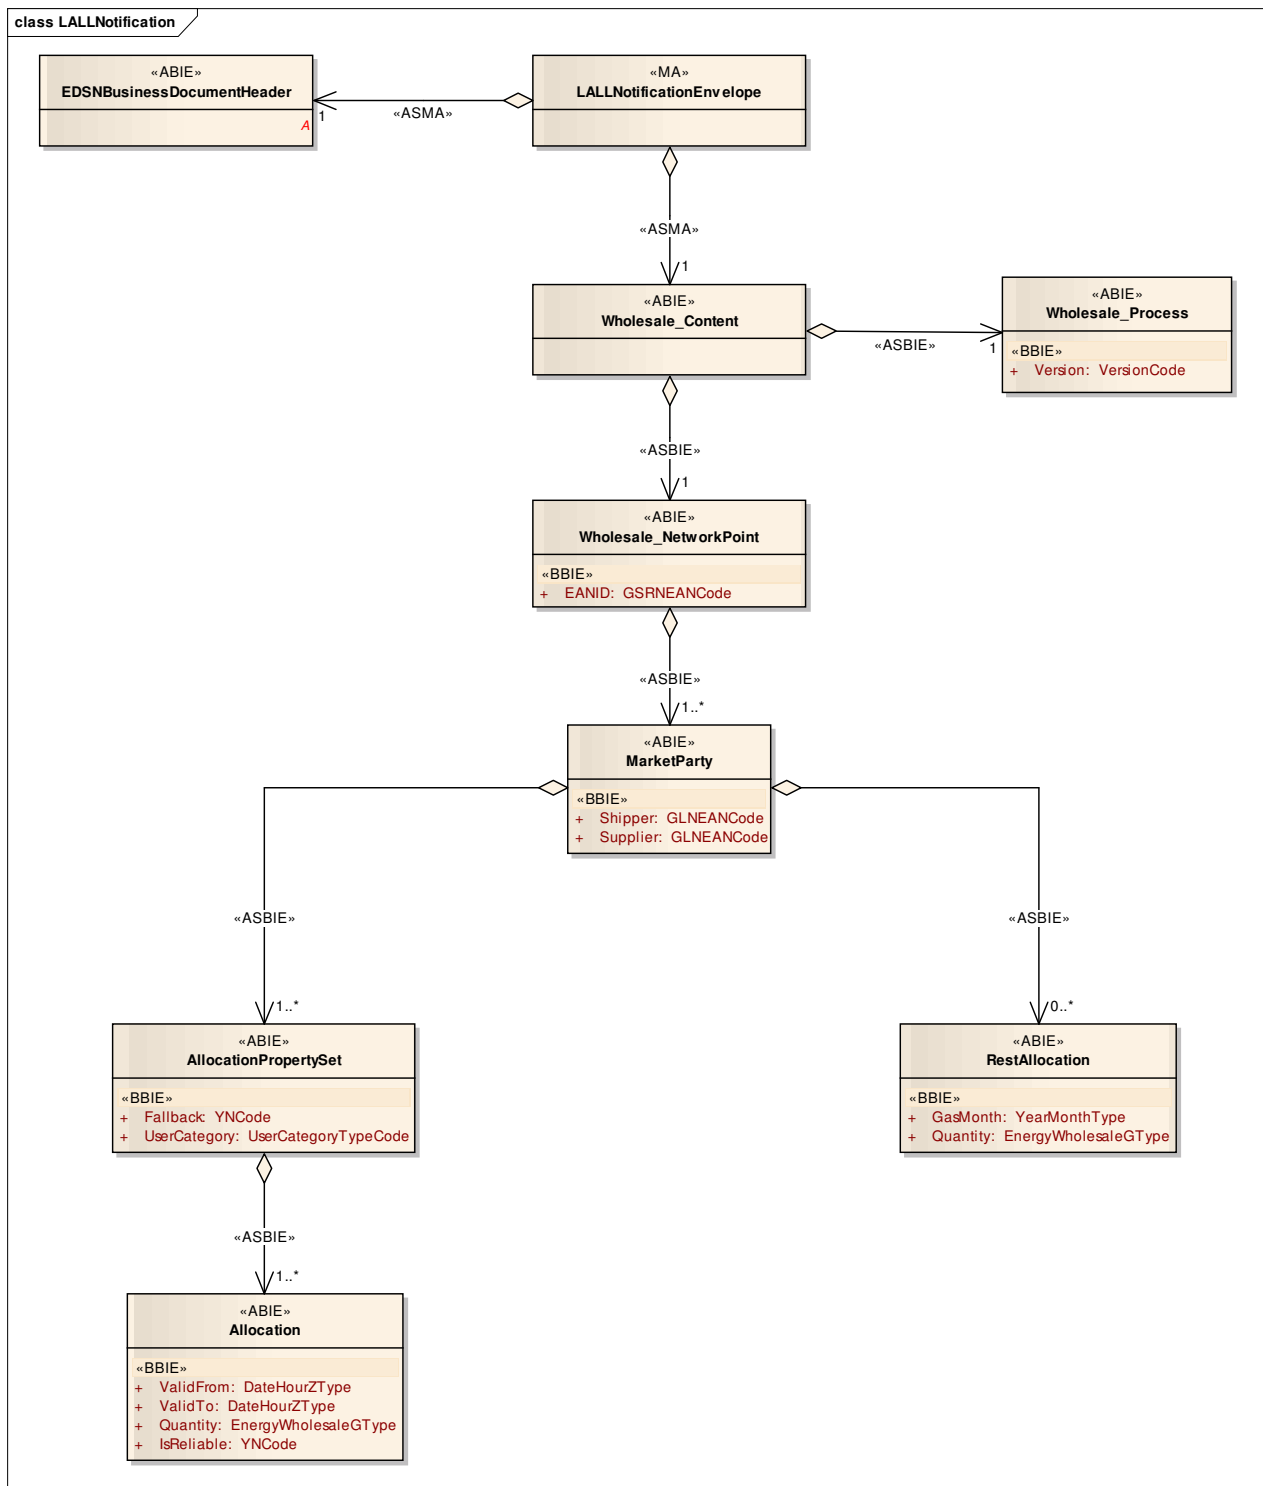 class LALLNotification
«ABIE»
EDSNBusinessDocumentHeader
A
1
«ASMA»
«MA»
LALLNotificationEnvelope
«ASMA»
1
«ABIE»
Wholesale_Content
«ASBIE»
1
«ABIE»
Wholesale_Process
«BBIE»
+ Version: VersionCode
«ASBIE»
1
«ABIE»
Wholesale_NetworkPoint
«BBIE»
+ EANID: GSRNEANCode
«ASBIE»
1..*
«ABIE»
MarketParty
«BBIE»
+ Shipper: GLNEANCode
+ Supplier: GLNEANCode
«ASBIE»
1..*
«ASBIE»
0..*
«ABIE»
AllocationPropertySet
«BBIE»
+ Fallback: YNCode
+ UserCategory: UserCategoryTypeCode
«ABIE»
RestAllocation
«BBIE»
+ GasMonth: YearMonthType
+ Quantity: EnergyWholesaleGType
«ASBIE»
1..*
«ABIE»
Allocation
«BBIE»
+ ValidFrom: DateHourZType
+ ValidTo: DateHourZType
+ Quantity: EnergyWholesaleGType
+ IsReliable: YNCode